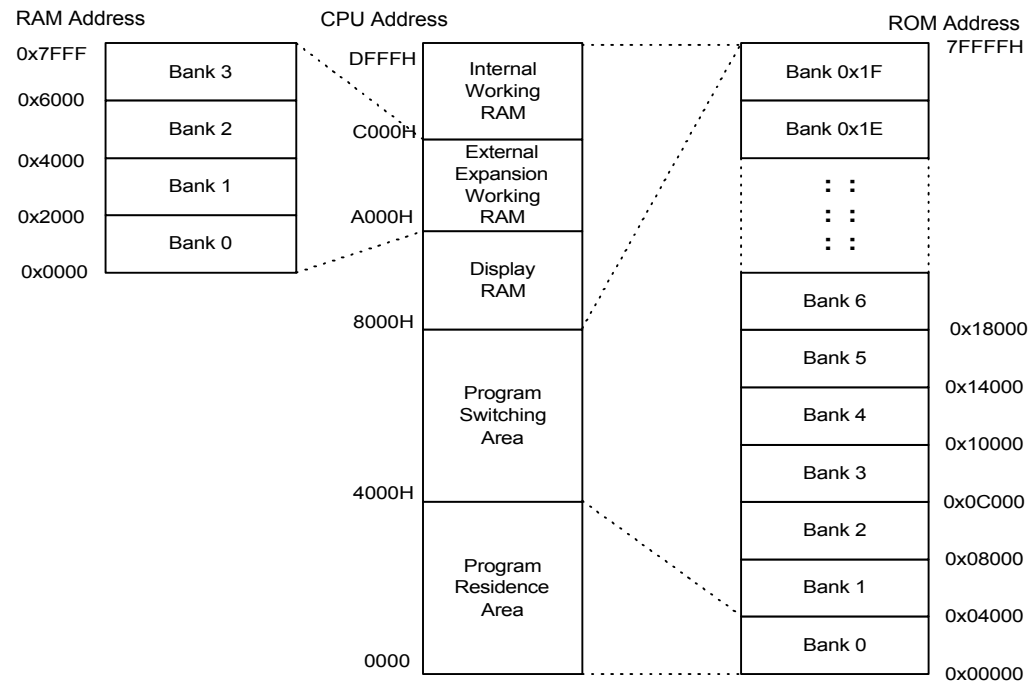 RAM Address
0x7FFF
Bank 3
0x6000
Bank 2
0x4000
Bank 1
0x2000
Bank 0
0x0000
CPU Address
DFFFH
Internal
Working
RAM
C000H
External
Expansion
Working
RAM
A000H
Display
RAM
8000H
Program
Switching
Area
4000H
Program
Residence
Area
0000
ROM Address
7FFFFH
Bank 0x1F
Bank 0x1E
: :
: :
: :
Bank 6
0x18000
Bank 5
0x14000
Bank 4
0x10000
Bank 3
0x0C000
Bank 2
0x08000
Bank 1
0x04000
Bank 0
0x00000